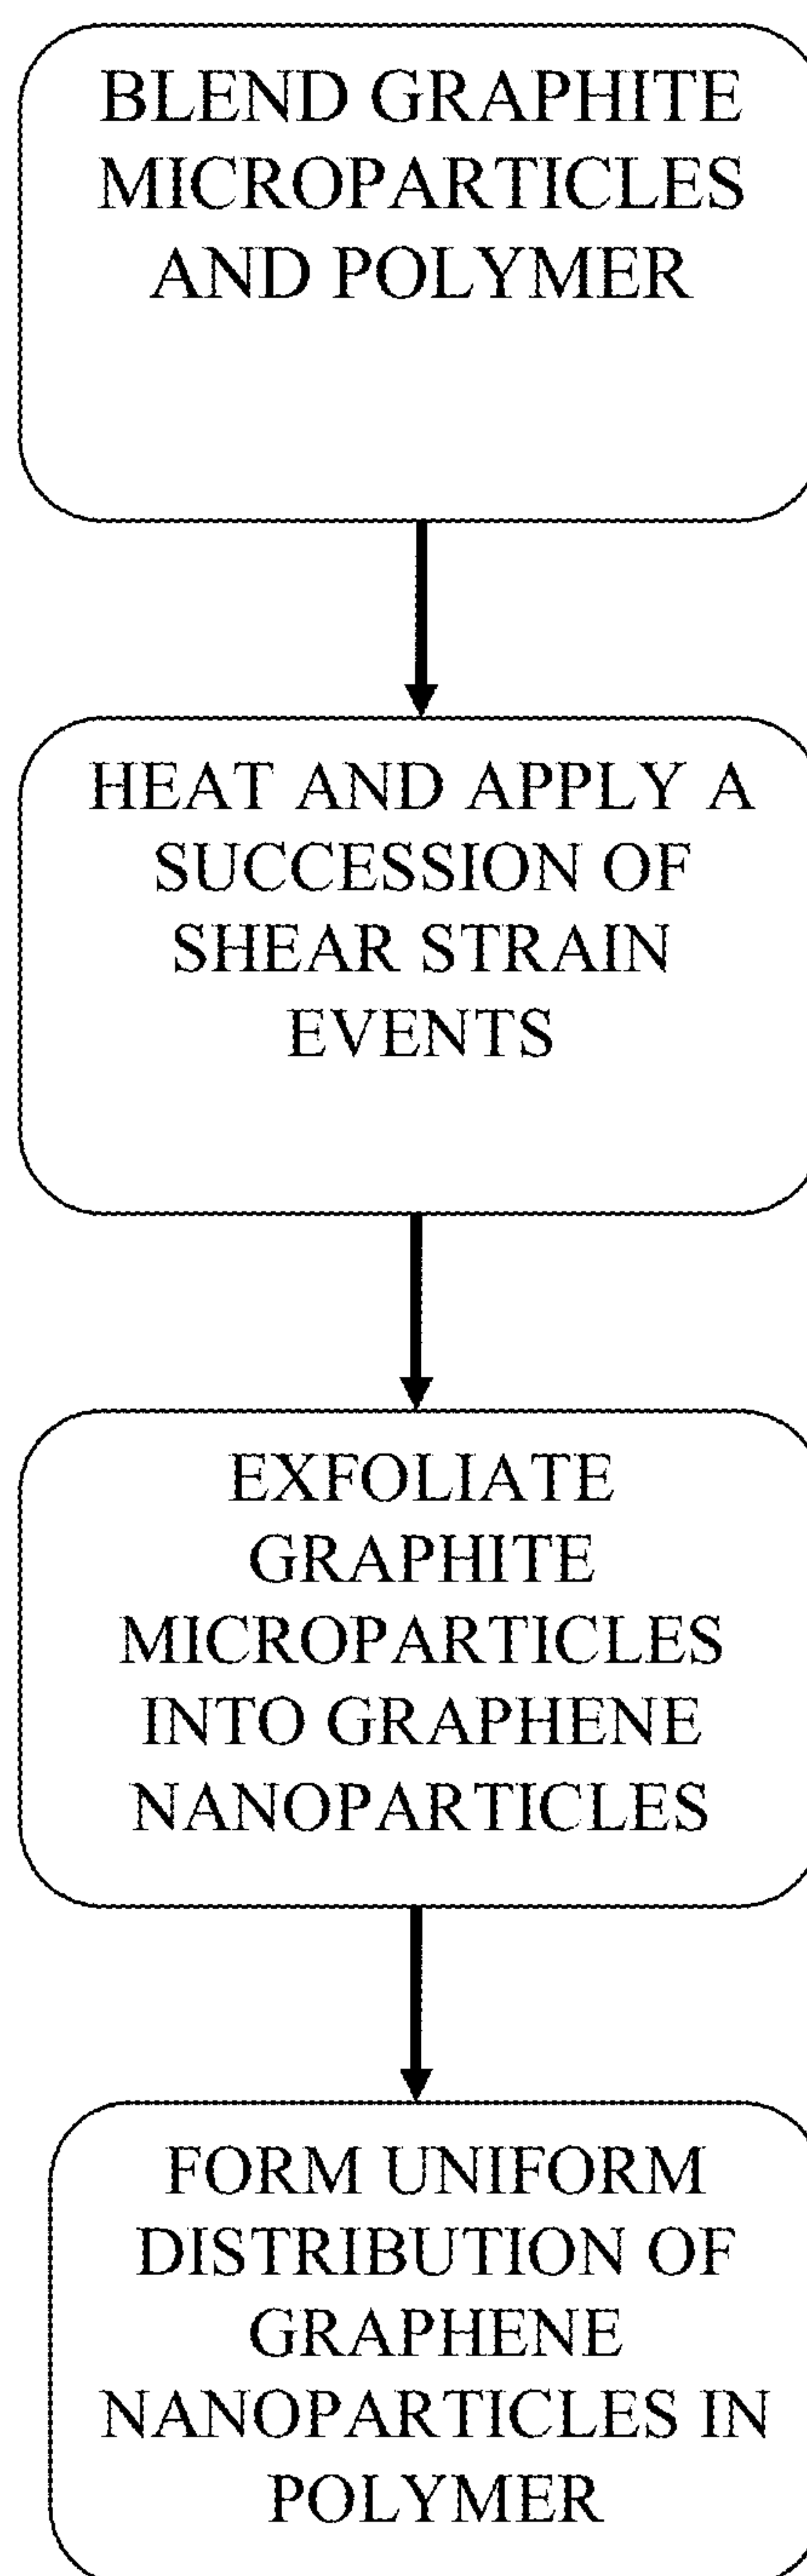 BLEND GRAPHITE
MICROPARTICLES
AND POLYMER
HEAT AND APPLY A
SUCCESSION OF
SHEAR STRAIN
EVENTS
EXFOLIATE
GRAPHITE
MICROPARTICLES
INTO GRAPHENE
NANOPARTICLES
FORM UNIFORM
DISTRIBUTION OF
GRAPHENE
NANOPARTICLES IN
POLYMER